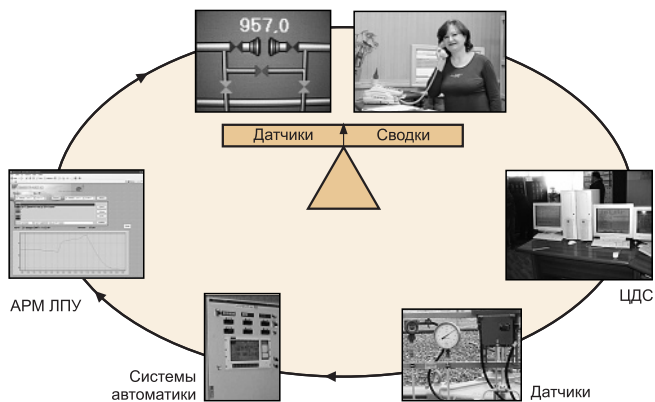 957.0
Датчики
Сводки
АРМ ЛПУ
ЦДС
Системы
автоматики
Датчики